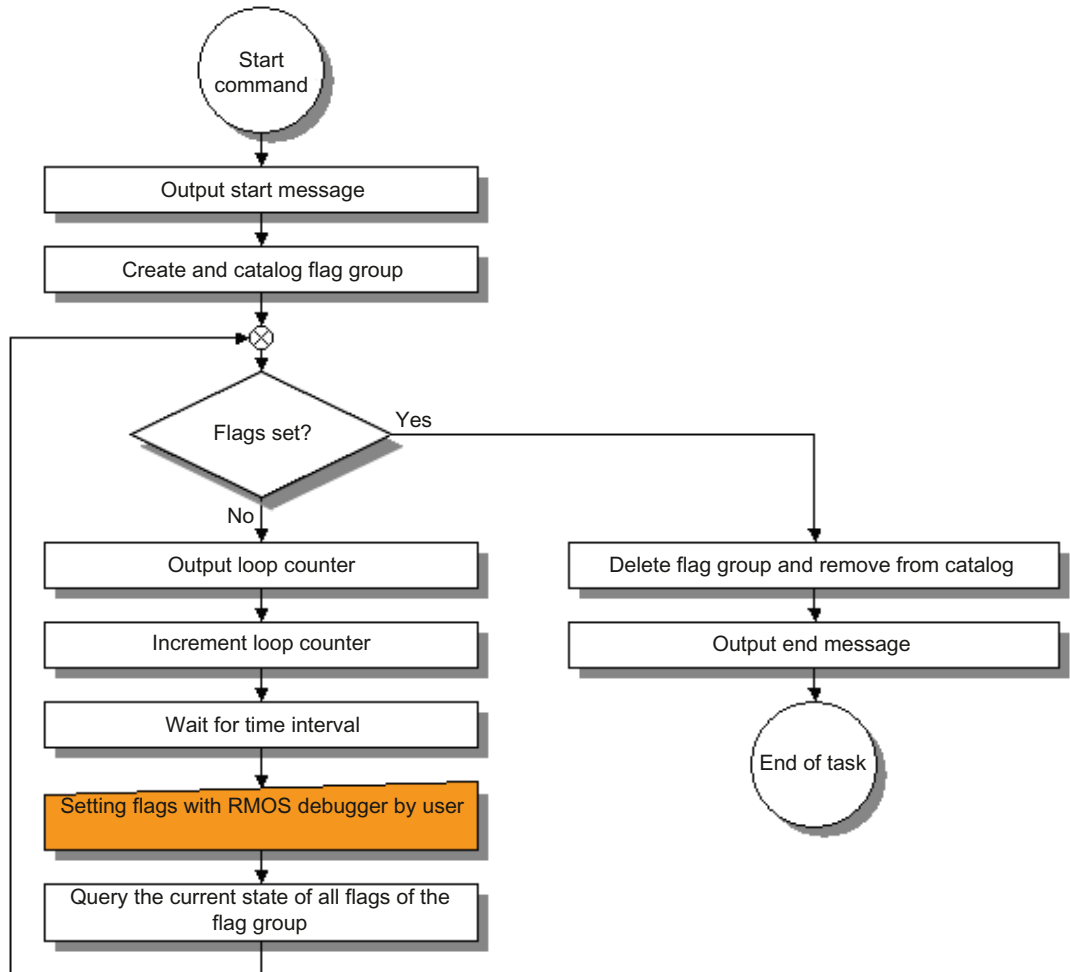 Start
command
Output start message
Create and catalog flag group
Flags set?
Yes
No
Output loop counter
Increment loop counter
Wait for time interval
Setting flags with RMOS debugger by user
Query the current state of all flags of the
flag group
Delete flag group and remove from catalog
Output end message
End of task